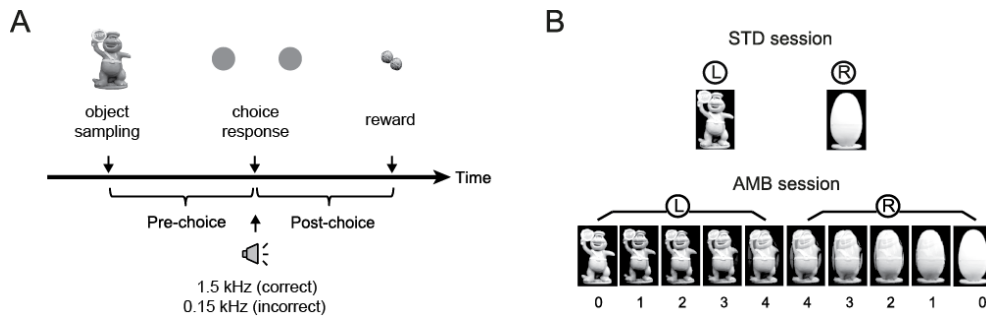 A
object
sampling
choice
response
reward
Time
Pre-choice
Post-choice
1.5 kHz (correct)
0.15 kHz (incorrect)
B
STD session
L R
AMB session
L R
0 1 2 3 4 4 3 2 1 0